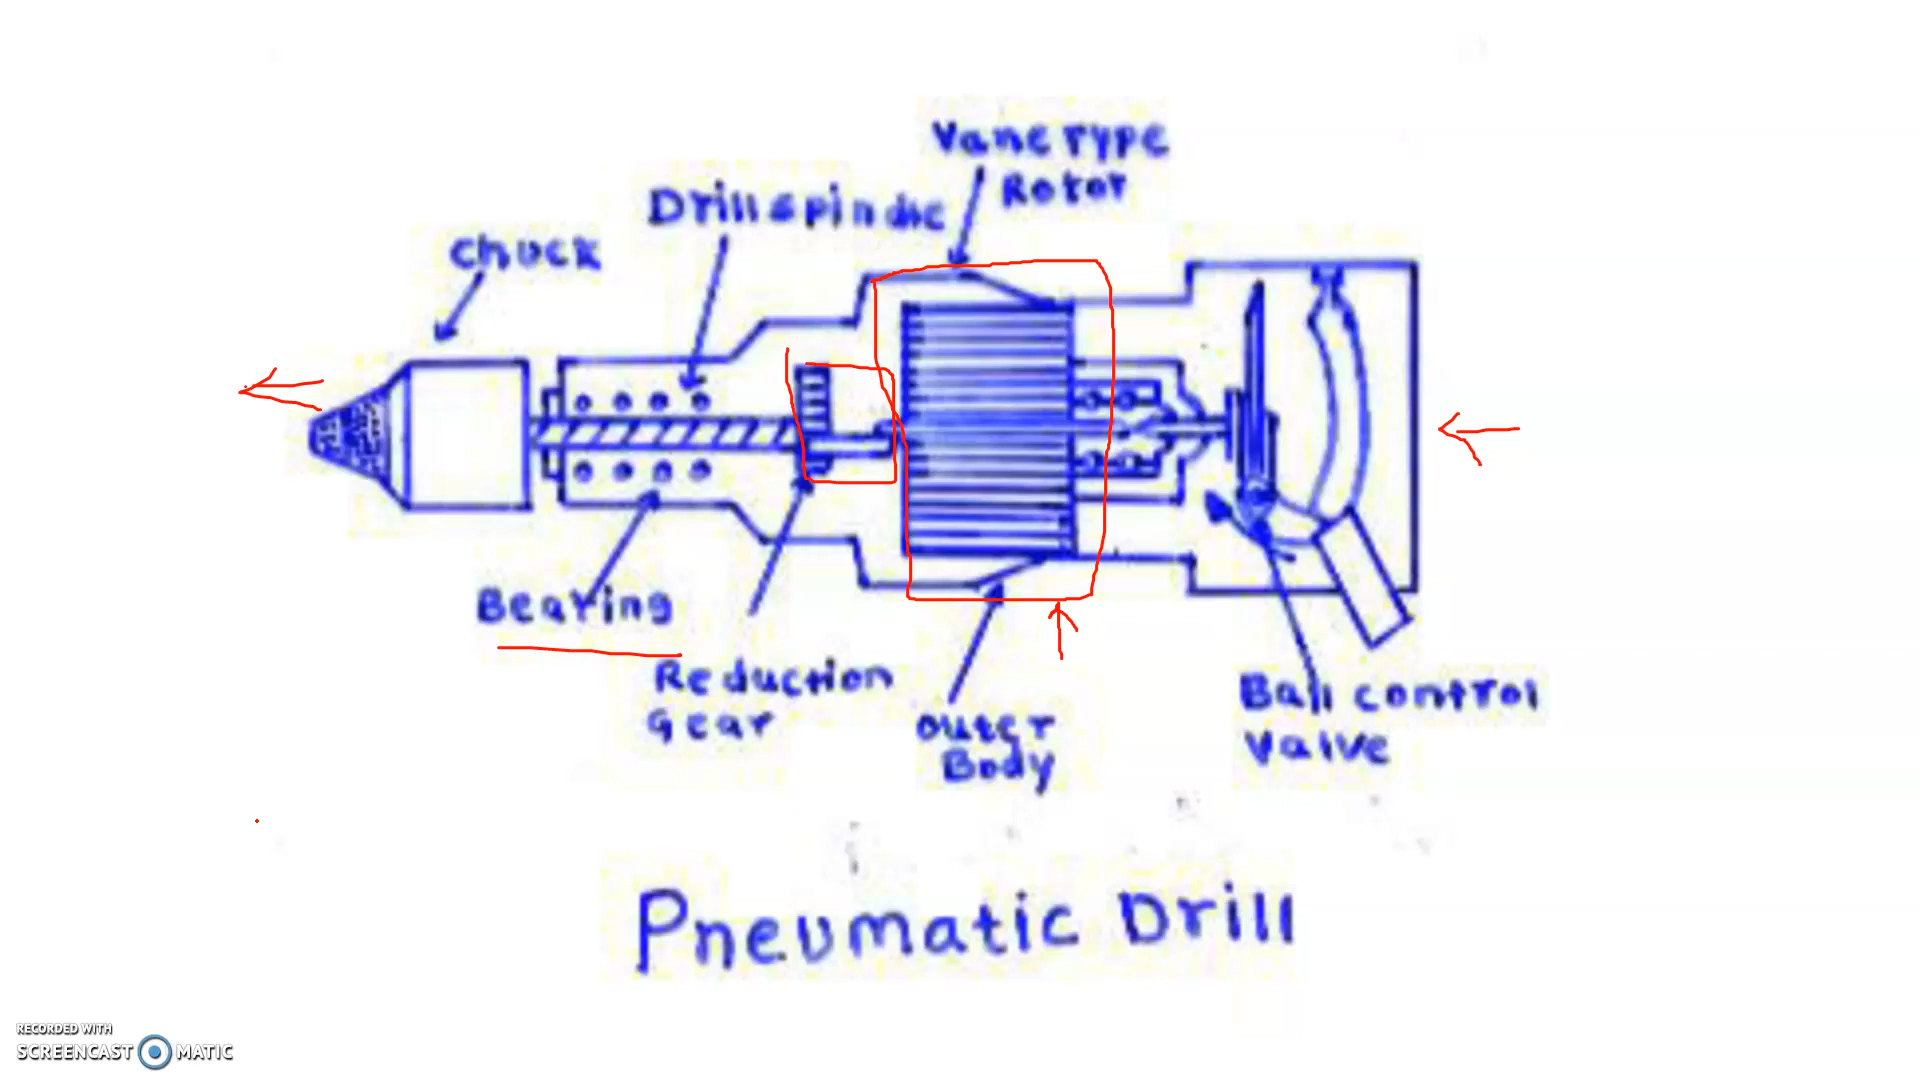 Vane Type
Rotor
Drill spindle
Chuck
Bearing
Reduction
Gear
Outer
Body
Ball control
Valve
Pneumatic Drill
RECORDED WITH
SCREENCAST MATIC